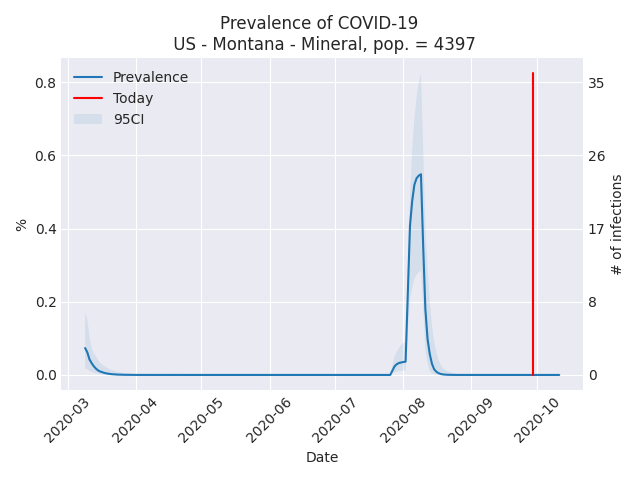 Prevalence of COVID-19
US - Montana - Mineral, pop. = 4397
Prevalence
Today
95CI
0.8
0.6
0.4
0.2
0.0
%
35
26
17
8
0
# of infections
2020-03
2020-04
2020-05
2020-06
2020-07
2020-08
2020-09
2020-10
Date